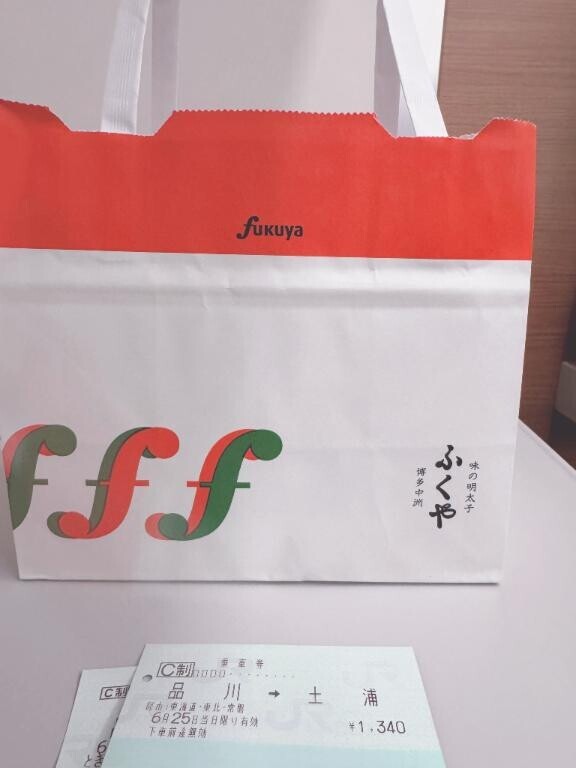 fukuya
fff
味の明太子
ふくや
博多中洲
C制 乗車券
品川 → 土浦
経由:東海道・東北・常磐
6月25日当日限り有効 ¥1,340
下車前途無効
C制